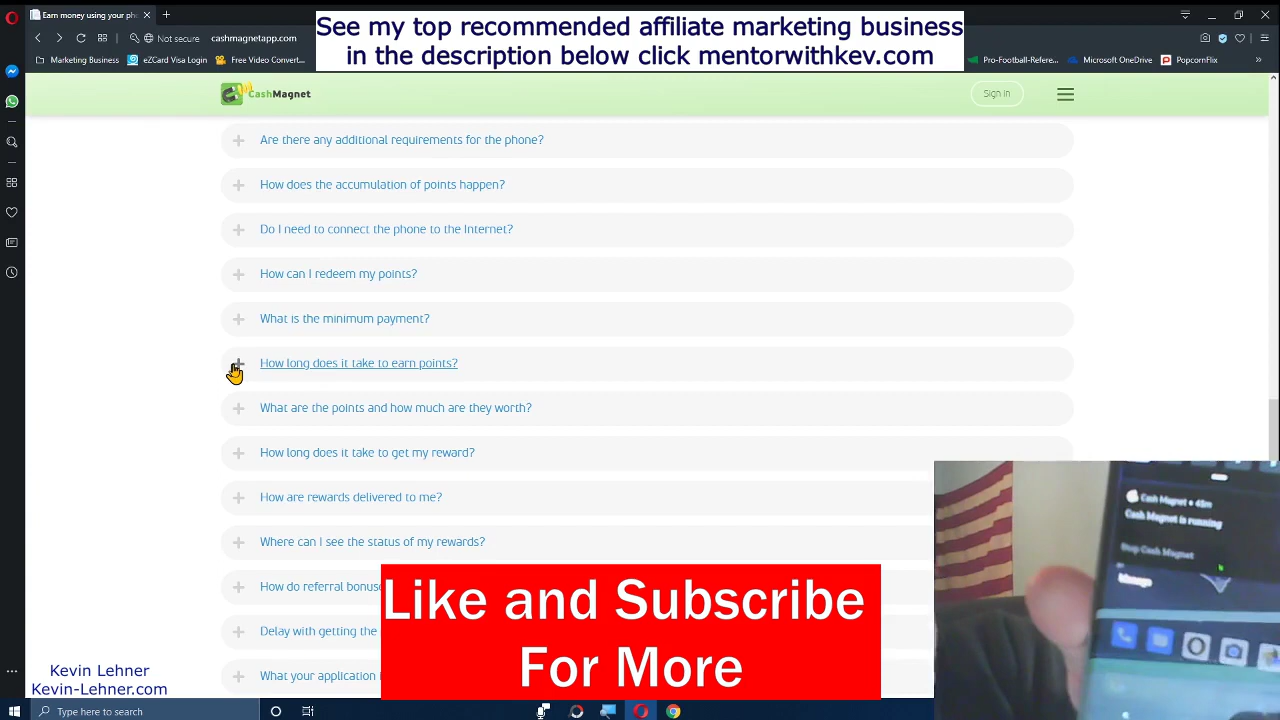 See my top recommended affiliate marketing business
in the description below click mentorwithkev.com
Not secure
cashmagnetapp.com
Marketing Business
eZCard Visa Login
Free Video Convert...
Pro-Football-Refere...
Microsoft OneDrive
PopcornFlix
CashMagnet
Sign in
Are there any additional requirements for the phone?
How does the accumulation of points happen?
Do I need to connect the phone to the Internet?
How can I redeem my points?
What is the minimum payment?
How long does it take to earn points?
What are the points and how much are they worth?
How long does it take to get my reward?
How are rewards delivered to me?
Where can I see the status of my rewards?
How do referral bonus
Delay with getting the
What your application
Cash Magnet • 48m
Cash Magnet is running
Stop Cash Magnet
Like and Subscribe
For More
Kevin Lehner
Kevin-Lehner.com
Type here to search